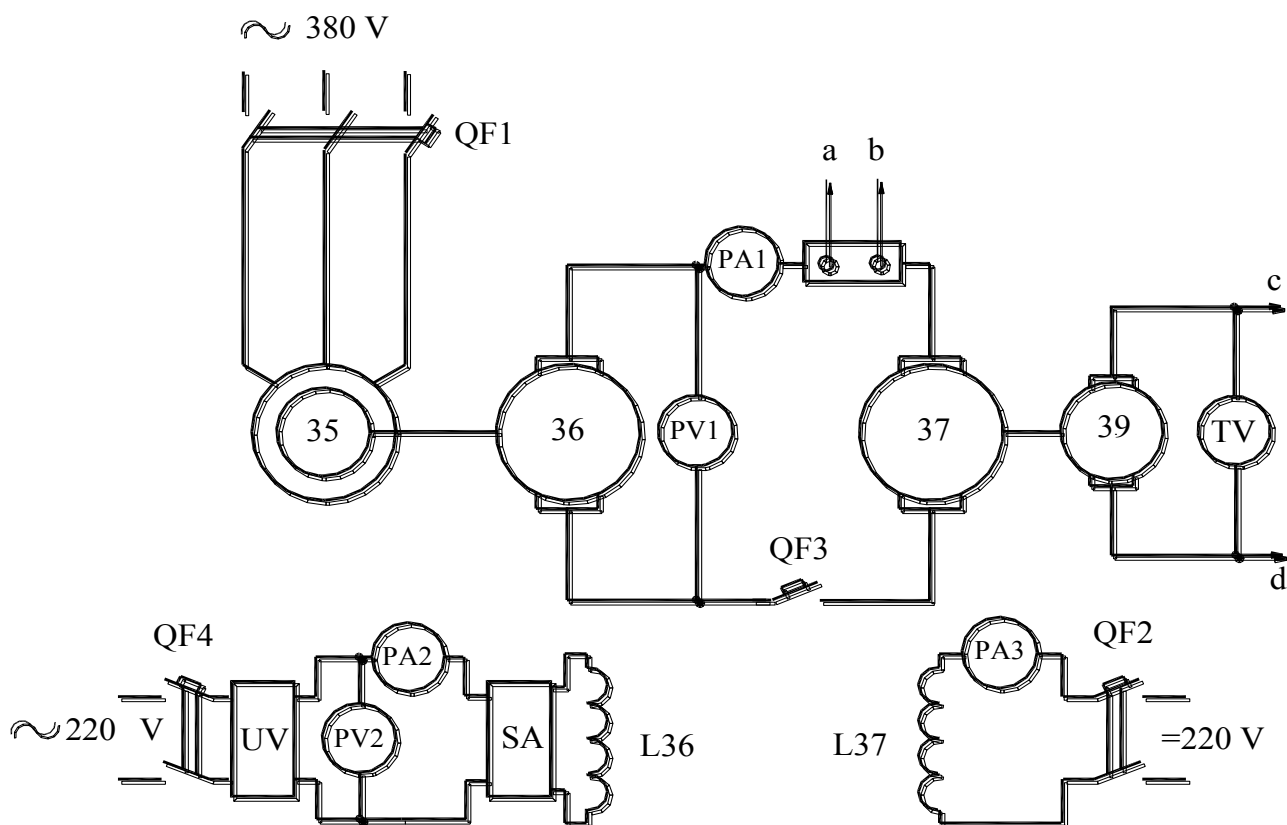 ~ 380 V
QF1
a b
PA1
c
35 36 PV1 37 39 TV
QF3
d
QF4 PA2 PA3 QF2
~ 220 V UV PV2 SA L36 L37 =220 V